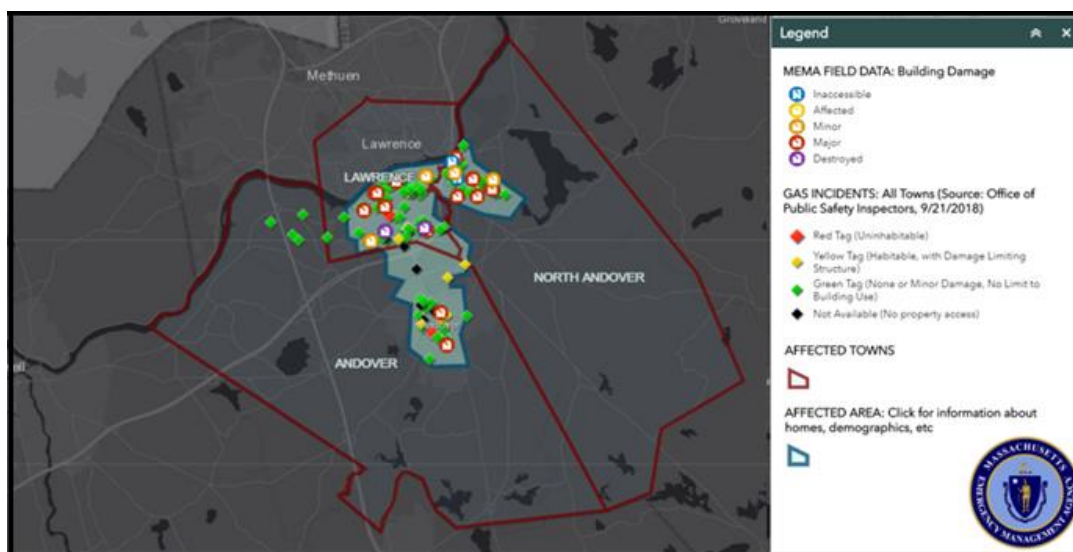 Groveland
Methuen
Lawrence
LAWRENCE
NORTH ANDOVER
ANDOVER
Legend
MEMA FIELD DATA: Building Damage
Inaccessible
Affected
Minor
Major
Destroyed
GAS INCIDENTS: All Towns (Source: Office of
Public Safety Inspectors, 9/21/2018)
Red Tag (Uninhabitable)
Yellow Tag (Habitable, with Damage Limiting
Structure)
Green Tag (None or Minor Damage, No Limit to
Building Use)
Not Available (No property access)
AFFECTED TOWNS
AFFECTED AREA: Click for information about
homes, demographics, etc
MASSACHUSETTS
EMERGENCY MANAGEMENT AGENCY